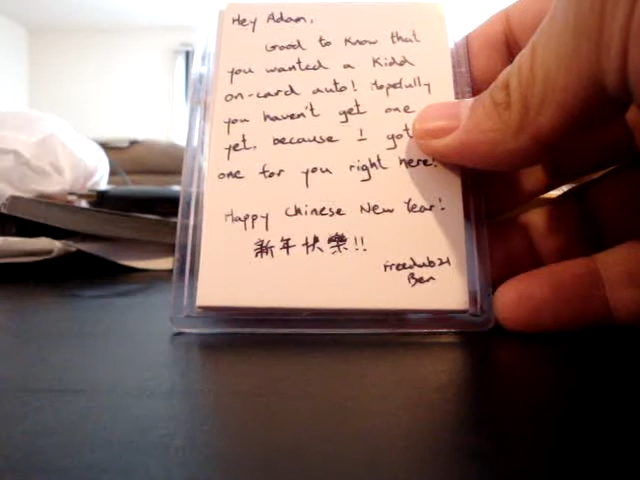 Hey Adam,
Good to know that
you wanted a Kidd
on-card auto! Hopefully
you haven't get one
yet, because I got
one for you right here!
Happy Chinese New Year!
新年快樂!!
freedub21
Ben